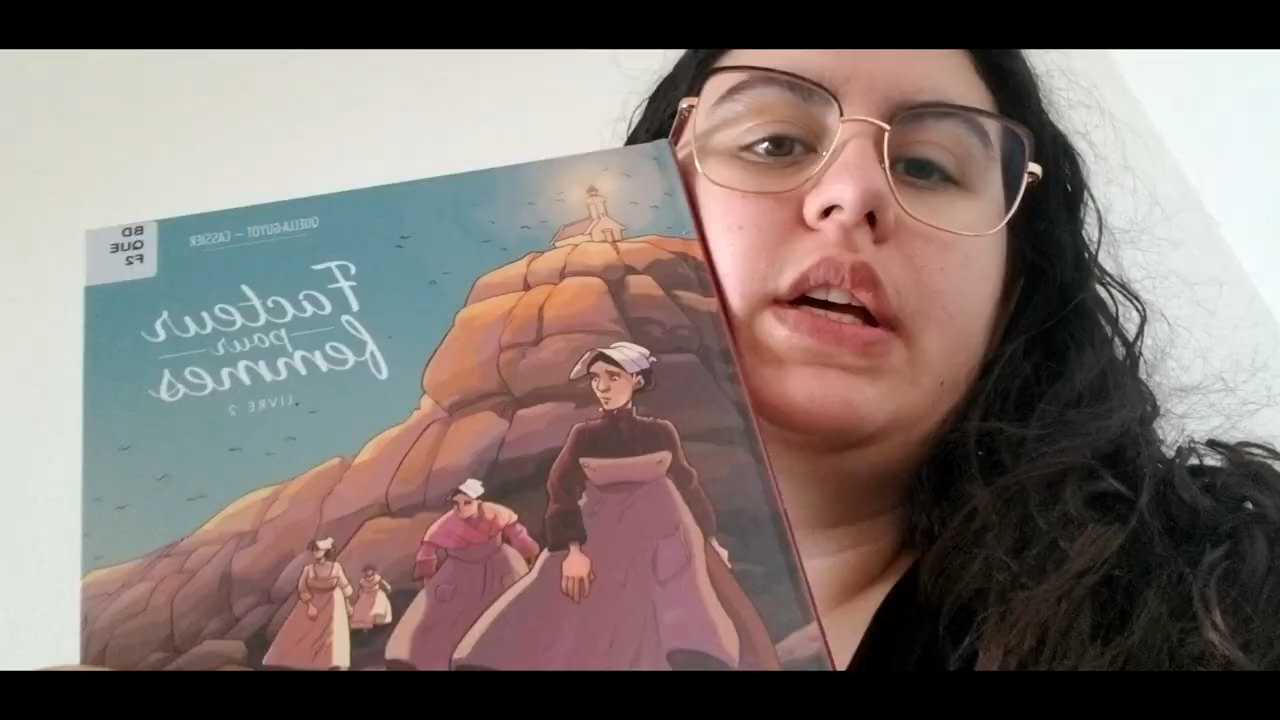 BD
QUE
F2
QUELLA-GUYOT – CASSIER
Facteur
pour
femmes
LIVRE 2